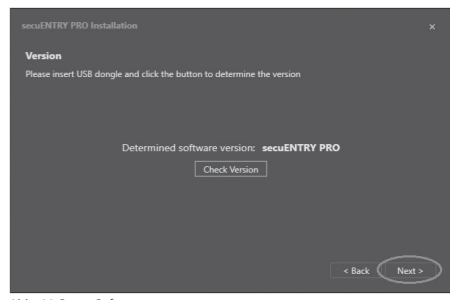 secuENTRY PRO Installation ×
Version
Please insert USB dongle and click the button to determine the version
Determined software version: secuENTRY PRO
Check Version
< Back Next >